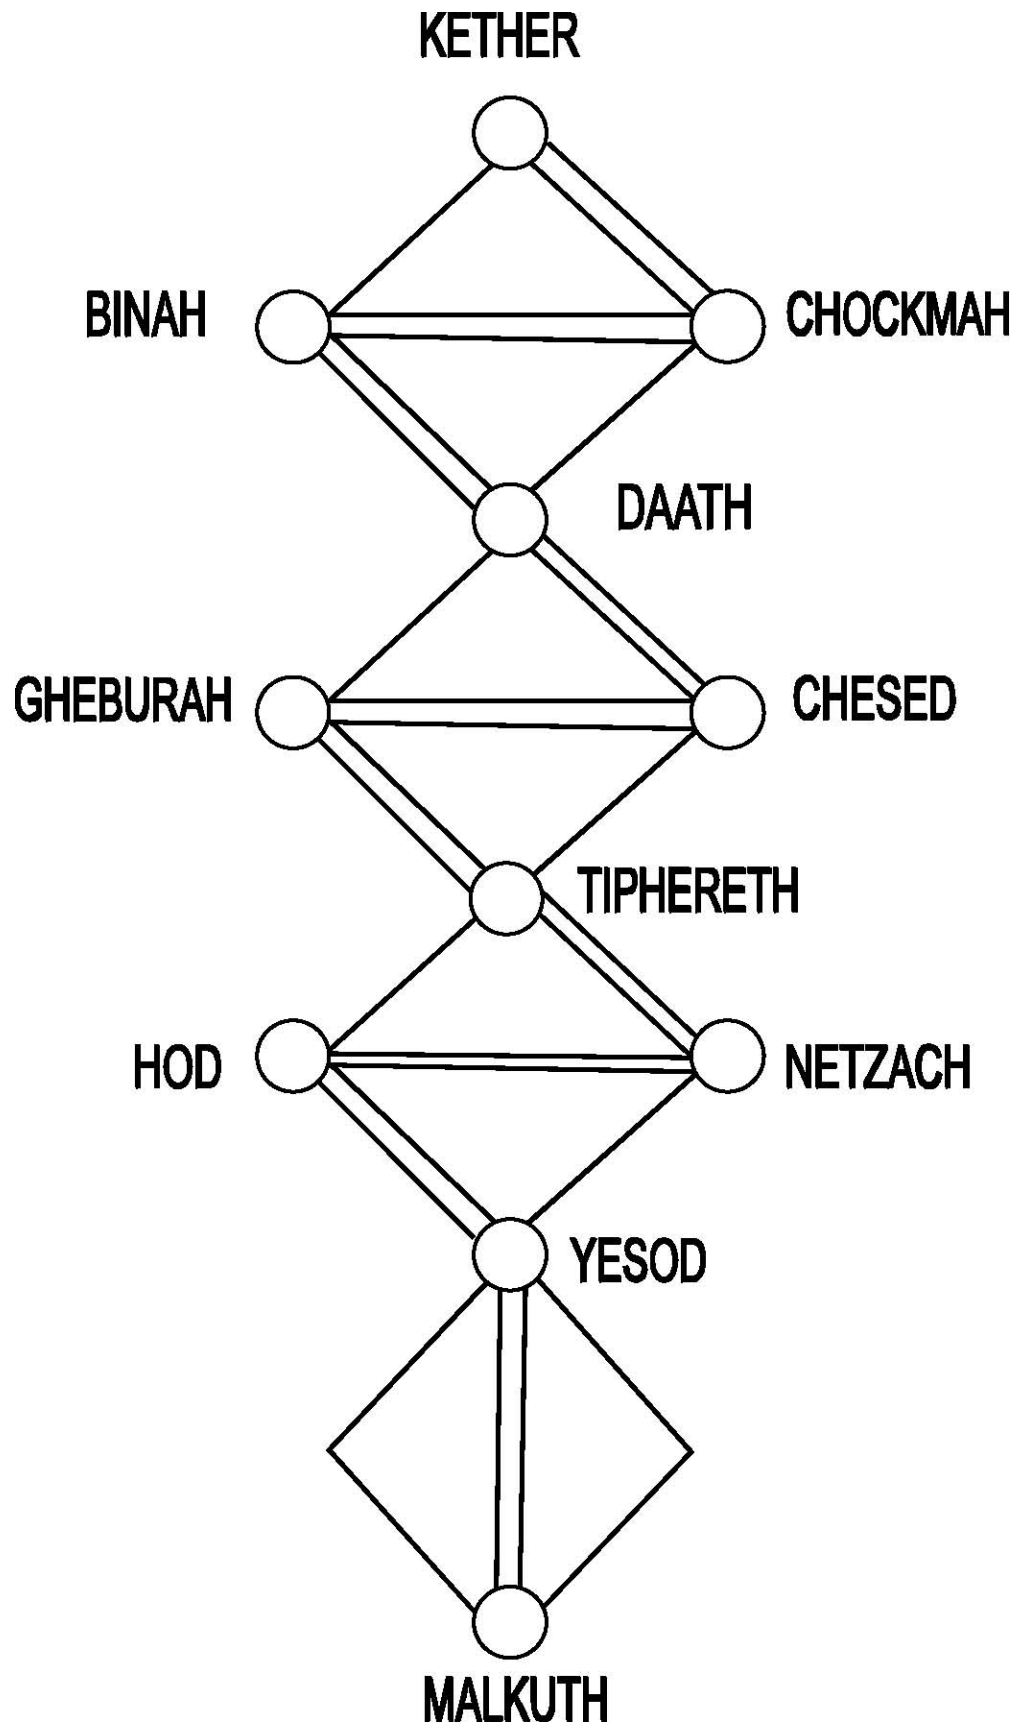 KETHER
BINAH
CHOCKMAH
DAATH
GHEBURAH
CHESED
TIPHERETH
HOD
NETZACH
YESOD
MALKUTH